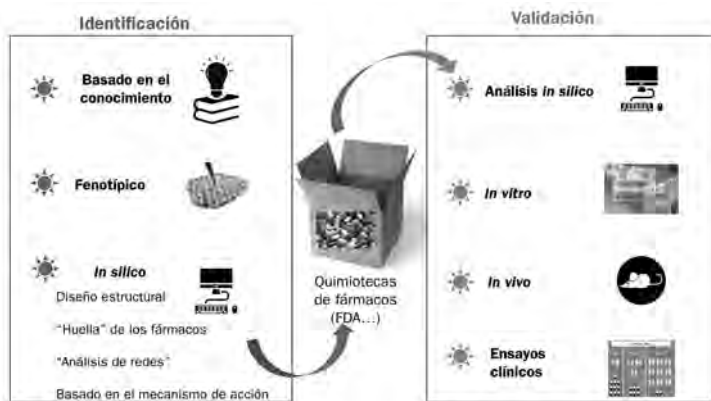 Identificación
Basado en el
conocimiento
Fenotípico
In silico
Diseño estructural
"Huella" de los fármacos
"Análisis de redes"
Basado en el mecanismo de acción
Quimiotecas
de fármacos
(FDA...)
Validación
Análisis in silico
In vitro
In vivo
Ensayos
clínicos